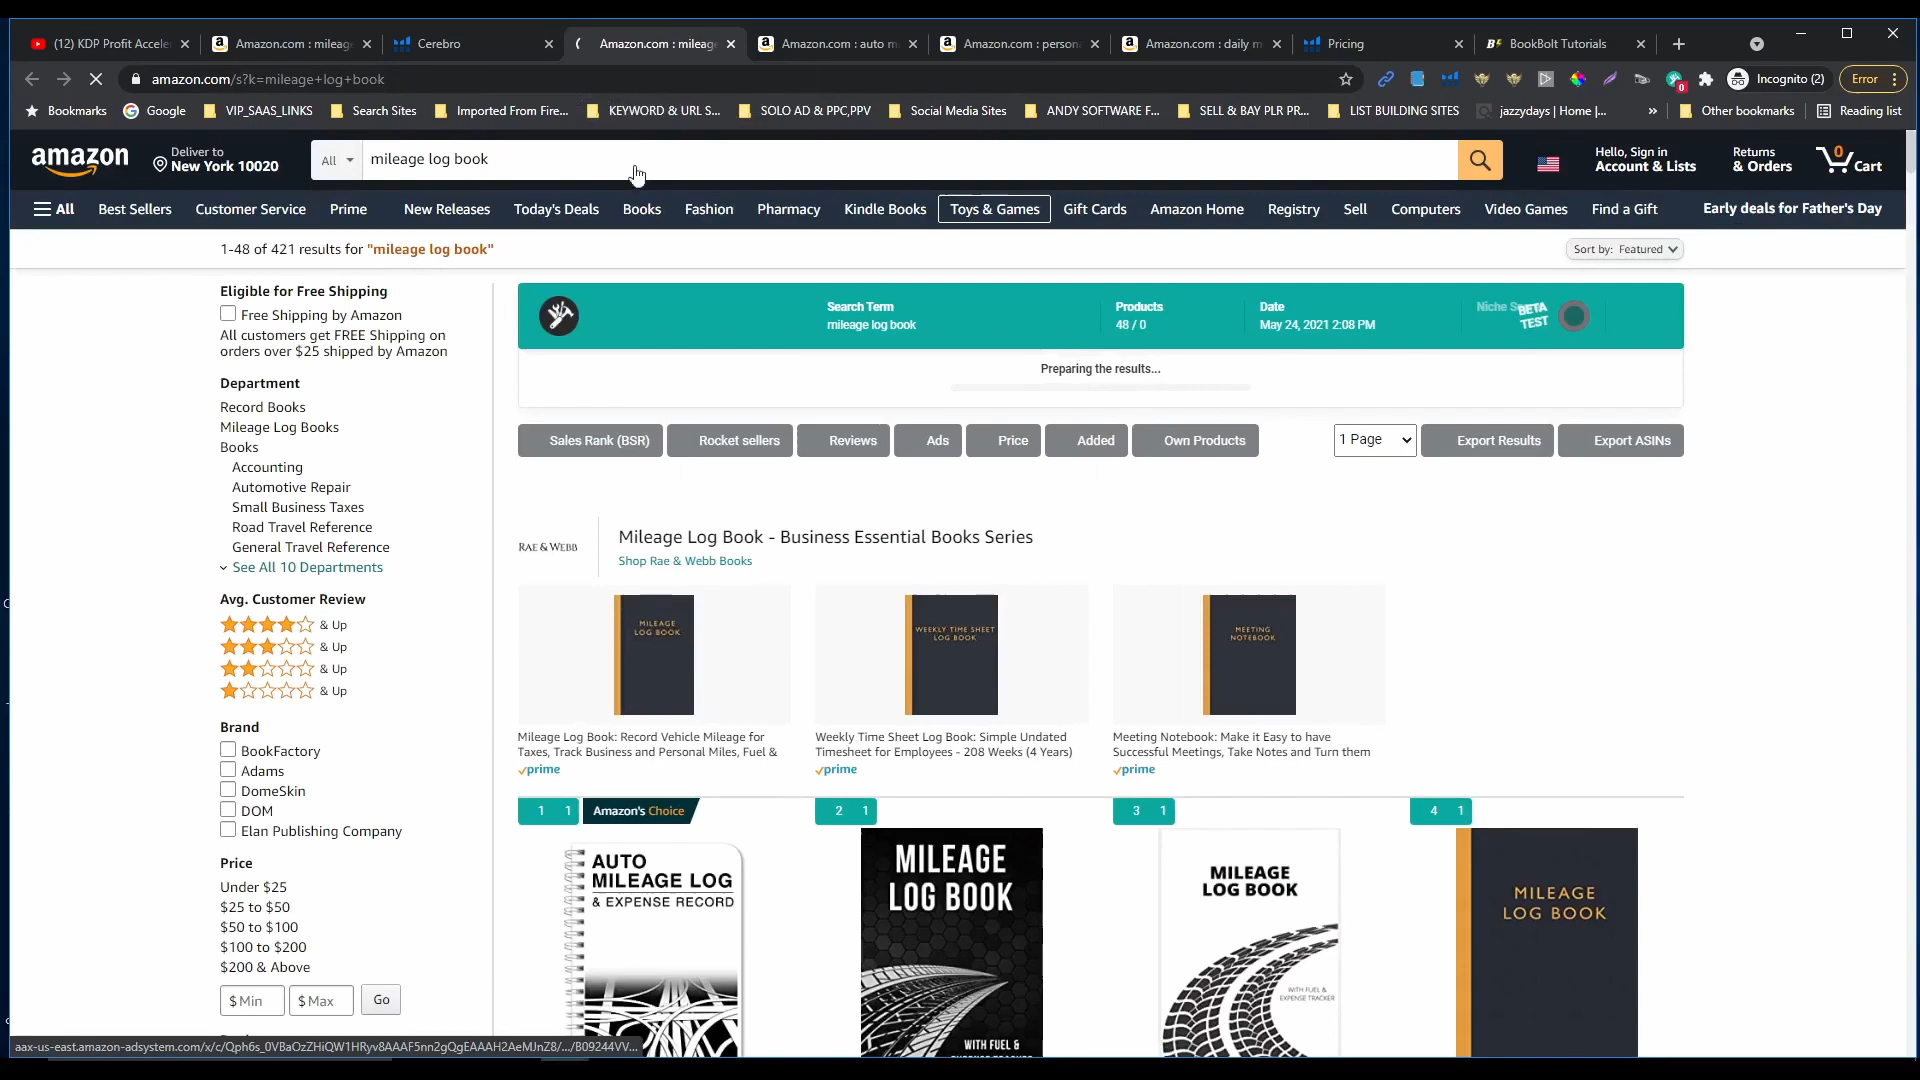 (12) KDP Profit Accele
Amazon.com : mileag
Cerebro
Amazon.com : mileag
Amazon.com : auto m
Amazon.com : person
Amazon.com : daily m
Pricing
BookBolt Tutorials
amazon.com/s?k=mileage+log+book
0
Incognito (2)
Error
Bookmarks
Google
VIP_SAAS_LINKS
Search Sites
Imported From Fire...
KEYWORD & URL S...
SOLO AD & PPC,PPV
Social Media Sites
ANDY SOFTWARE F...
SELL & BAY PLR PR...
LIST BUILDING SITES
jazzydays | Home |...
»
Other bookmarks
Reading list
amazon
Deliver to
New York 10020
All
mileage log book
Hello, Sign in
Account & Lists
Returns
& Orders
0
Cart
All
Best Sellers
Customer Service
Prime
New Releases
Today's Deals
Books
Fashion
Pharmacy
Kindle Books
Toys & Games
Gift Cards
Amazon Home
Registry
Sell
Computers
Video Games
Find a Gift
Early deals for Father's Day
1-48 of 421 results for "mileage log book"
Sort by: Featured
Eligible for Free Shipping
Free Shipping by Amazon
All customers get FREE Shipping on
orders over $25 shipped by Amazon
Department
Record Books
Mileage Log Books
Books
Accounting
Automotive Repair
Small Business Taxes
Road Travel Reference
General Travel Reference
See All 10 Departments
Avg. Customer Review
& Up
& Up
& Up
& Up
Brand
BookFactory
Adams
DomeSkin
DOM
Elan Publishing Company
Price
Under $25
$25 to $50
$50 to $100
$100 to $200
$200 & Above
$ Min
$ Max
Go
Search Term
mileage log book
Products
48 / 0
Date
May 24, 2021 2:08 PM
Niche
BETA
TEST
Preparing the results...
Sales Rank (BSR)
Rocket sellers
Reviews
Ads
Price
Added
Own Products
1 Page
Export Results
Export ASINs
RAE & WEBB
Mileage Log Book - Business Essential Books Series
Shop Rae & Webb Books
MILEAGE
LOG BOOK
WEEKLY TIME SHEET
LOG BOOK
MEETING
NOTEBOOK
Mileage Log Book: Record Vehicle Mileage for
Taxes, Track Business and Personal Miles, Fuel &
prime
Weekly Time Sheet Log Book: Simple Undated
Timesheet for Employees - 208 Weeks (4 Years)
prime
Meeting Notebook: Make it Easy to have
Successful Meetings, Take Notes and Turn them
prime
1 1
Amazon's Choice
2 1
3 1
4 1
AUTO
MILEAGE LOG
& EXPENSE RECORD
MILEAGE
LOG BOOK
WITH FUEL &
EXPENSE TRACKER
MILEAGE
LOG BOOK
WITH FUEL &
EXPENSE TRACKER
MILEAGE
LOG BOOK
aax-us-east.amazon-adsystem.com/x/c/Qph6s_0VBaOzZHiQW1HRyv8AAAF5nn2gQgEAAAH2AeMJnZ8/.../B09244VV...